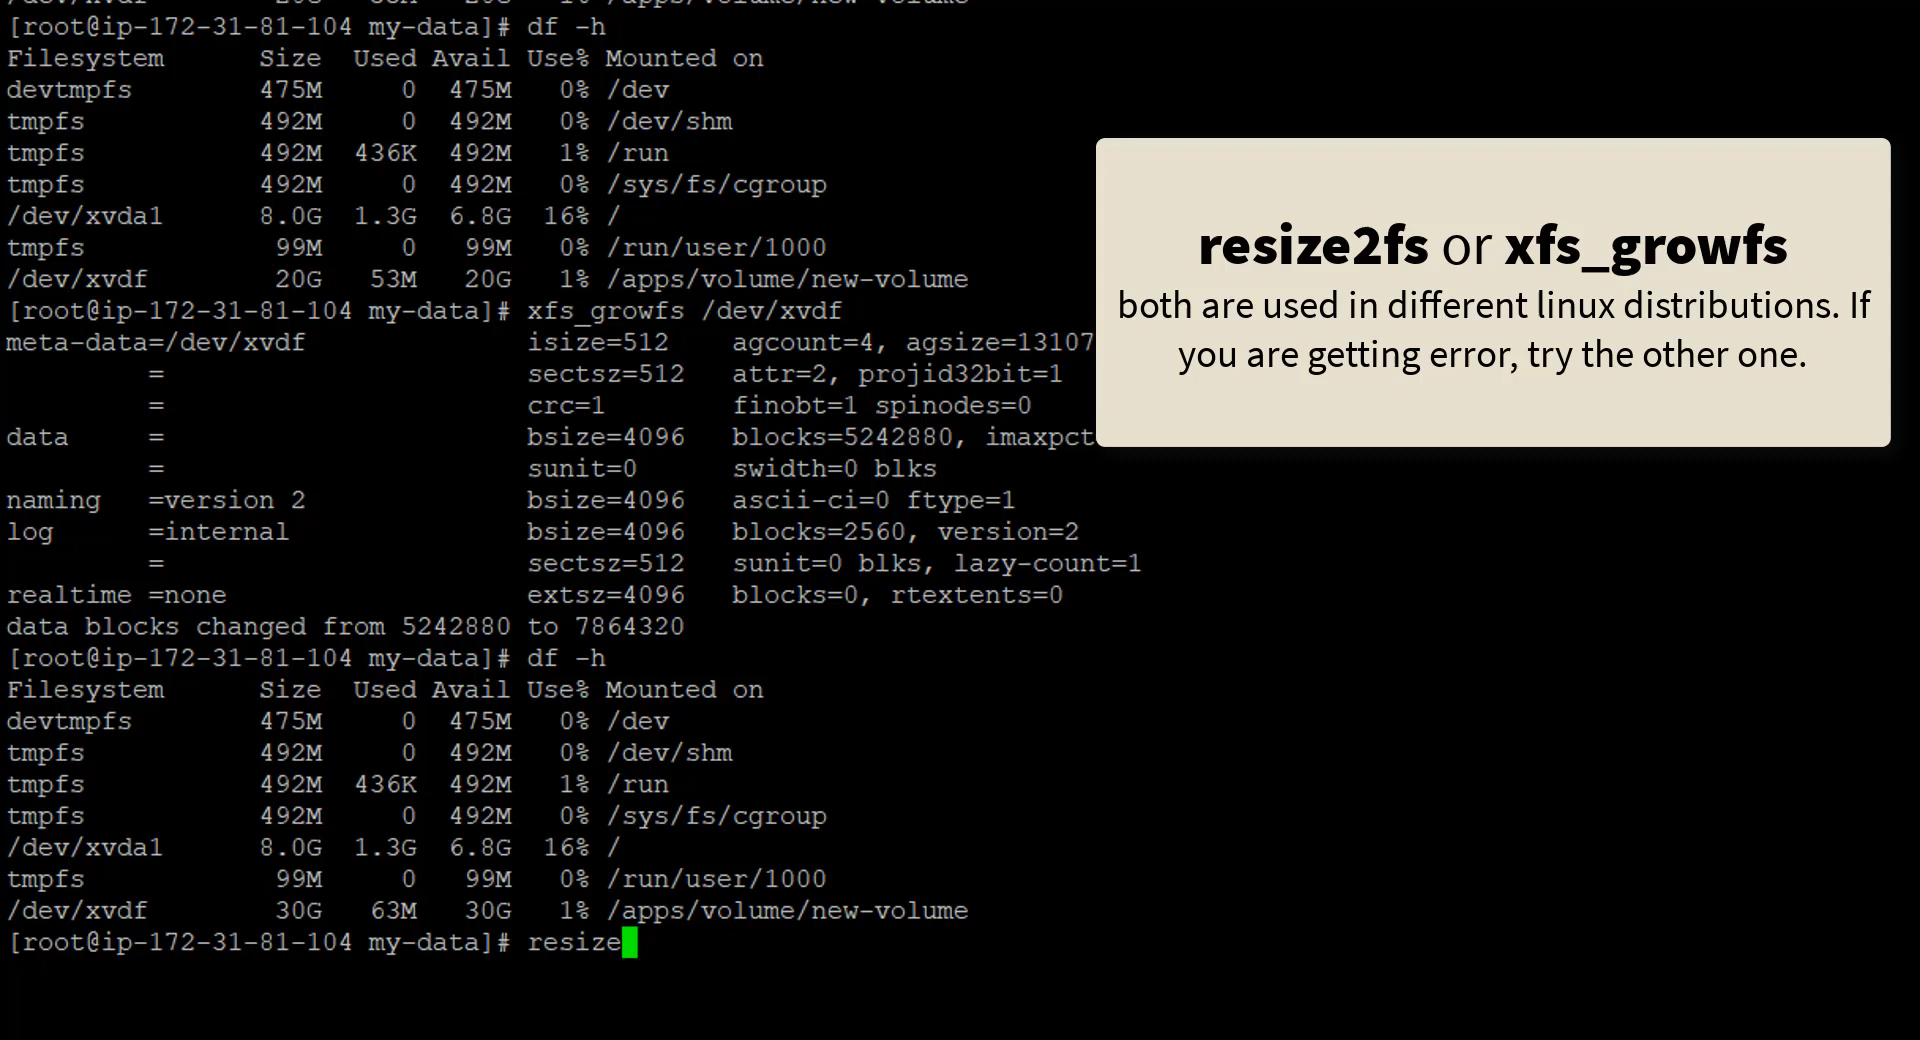 [root@ip-172-31-81-104 my-data]# df -h
Filesystem      Size  Used Avail Use% Mounted on
devtmpfs        475M     0  475M   0% /dev
tmpfs           492M     0  492M   0% /dev/shm
tmpfs           492M  436K  492M   1% /run
tmpfs           492M     0  492M   0% /sys/fs/cgroup
/dev/xvda1      8.0G  1.3G  6.8G  16% /
tmpfs            99M     0   99M   0% /run/user/1000
/dev/xvdf        20G   53M   20G   1% /apps/volume/new-volume
[root@ip-172-31-81-104 my-data]# xfs_growfs /dev/xvdf
meta-data=/dev/xvdf              isize=512    agcount=4, agsize=13107
         =                       sectsz=512   attr=2, projid32bit=1
         =                       crc=1        finobt=1 spinodes=0
data     =                       bsize=4096   blocks=5242880, imaxpct
         =                       sunit=0      swidth=0 blks
naming   =version 2              bsize=4096   ascii-ci=0 ftype=1
log      =internal               bsize=4096   blocks=2560, version=2
         =                       sectsz=512   sunit=0 blks, lazy-count=1
realtime =none                   extsz=4096   blocks=0, rtextents=0
data blocks changed from 5242880 to 7864320
[root@ip-172-31-81-104 my-data]# df -h
Filesystem      Size  Used Avail Use% Mounted on
devtmpfs        475M     0  475M   0% /dev
tmpfs           492M     0  492M   0% /dev/shm
tmpfs           492M  436K  492M   1% /run
tmpfs           492M     0  492M   0% /sys/fs/cgroup
/dev/xvda1      8.0G  1.3G  6.8G  16% /
tmpfs            99M     0   99M   0% /run/user/1000
/dev/xvdf        30G   63M   30G   1% /apps/volume/new-volume
[root@ip-172-31-81-104 my-data]# resize
resize2fs or xfs_growfs
both are used in different linux distributions. If
you are getting error, try the other one.